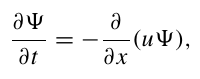 ∂Ψ/∂t = − ∂/∂x (uΨ),